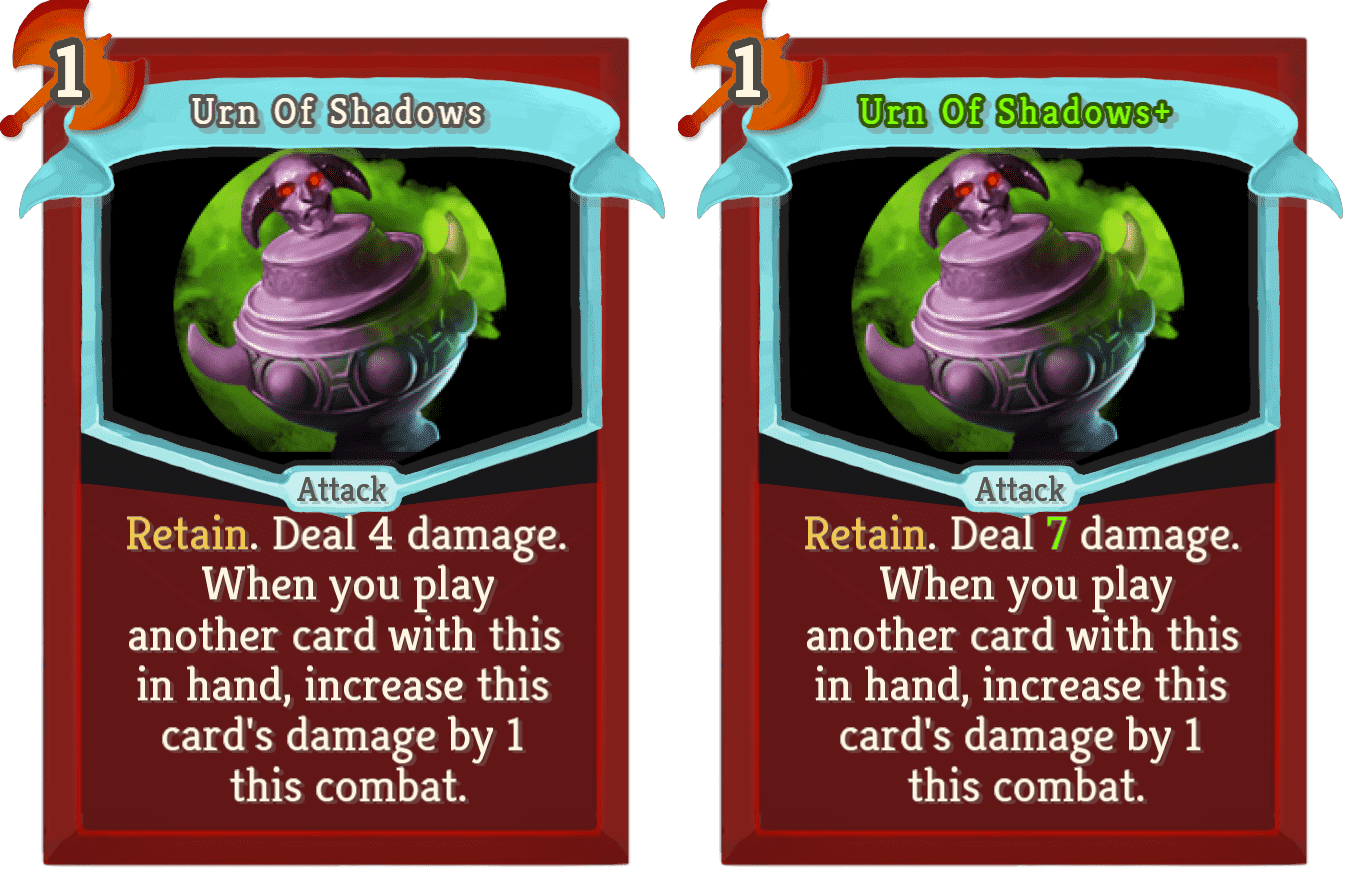 1
Urn Of Shadows
Attack
Retain. Deal 4 damage.
When you play
another card with this
in hand, increase this
card's damage by 1
this combat.
1
Urn Of Shadows+
Attack
Retain. Deal 7 damage.
When you play
another card with this
in hand, increase this
card's damage by 1
this combat.